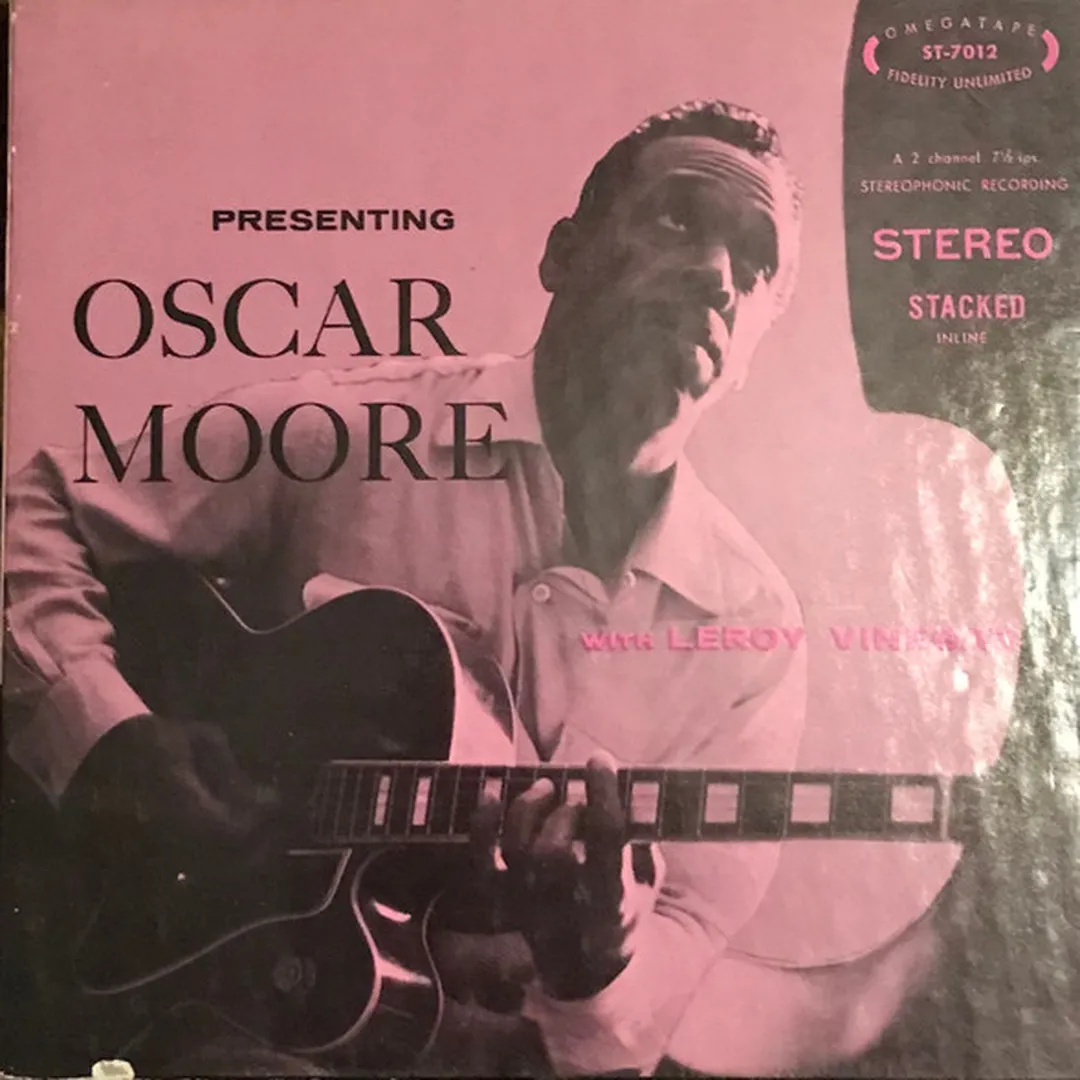 OMEGATAPE
ST-7012
FIDELITY UNLIMITED
A 2 channel 7½ ips
STEREOPHONIC RECORDING
STEREO
STACKED
INLINE
PRESENTING
OSCAR
MOORE
WITH LEROY VINEGAR